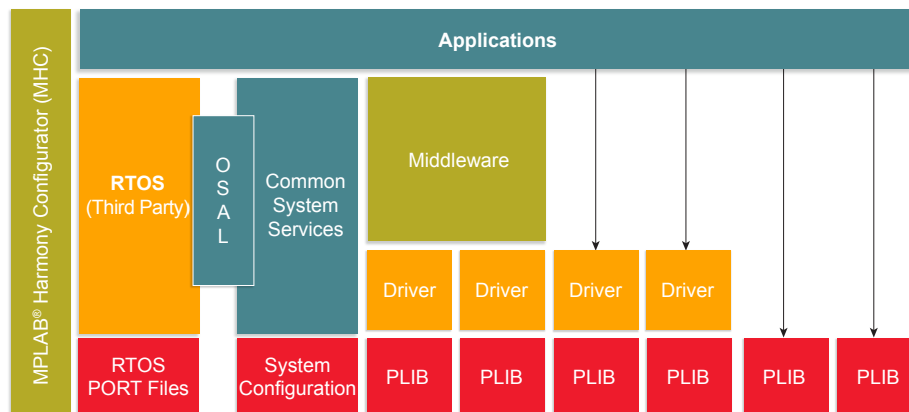 MPLAB® Harmony Configurator (MHC)
Applications
RTOS
(Third Party)
O
S
A
L
Common
System
Services
Middleware
Driver
Driver
Driver
Driver
RTOS
PORT Files
System
Configuration
PLIB
PLIB
PLIB
PLIB
PLIB
PLIB